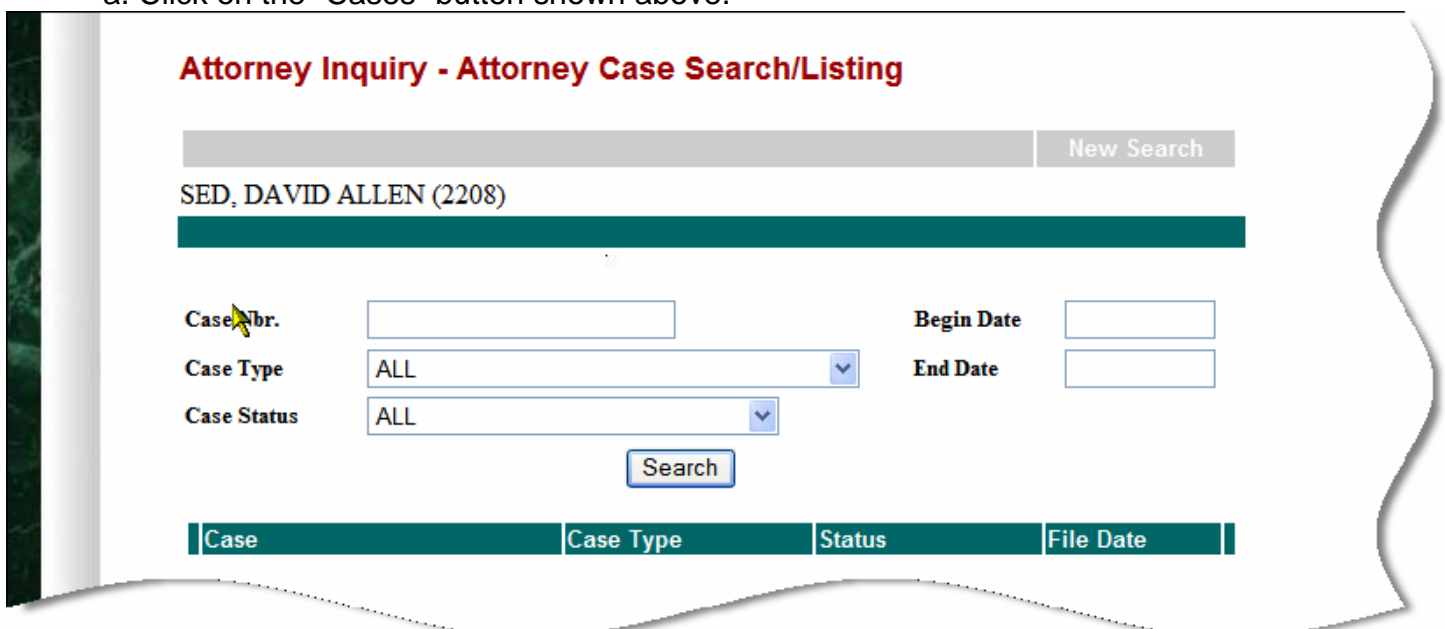 a. Click on the "Cases" button shown above.
Attorney Inquiry - Attorney Case Search/Listing
New Search
SED, DAVID ALLEN (2208)
Case Nbr. Begin Date
Case Type ALL End Date
Case Status ALL
Search
Case Case Type Status File Date